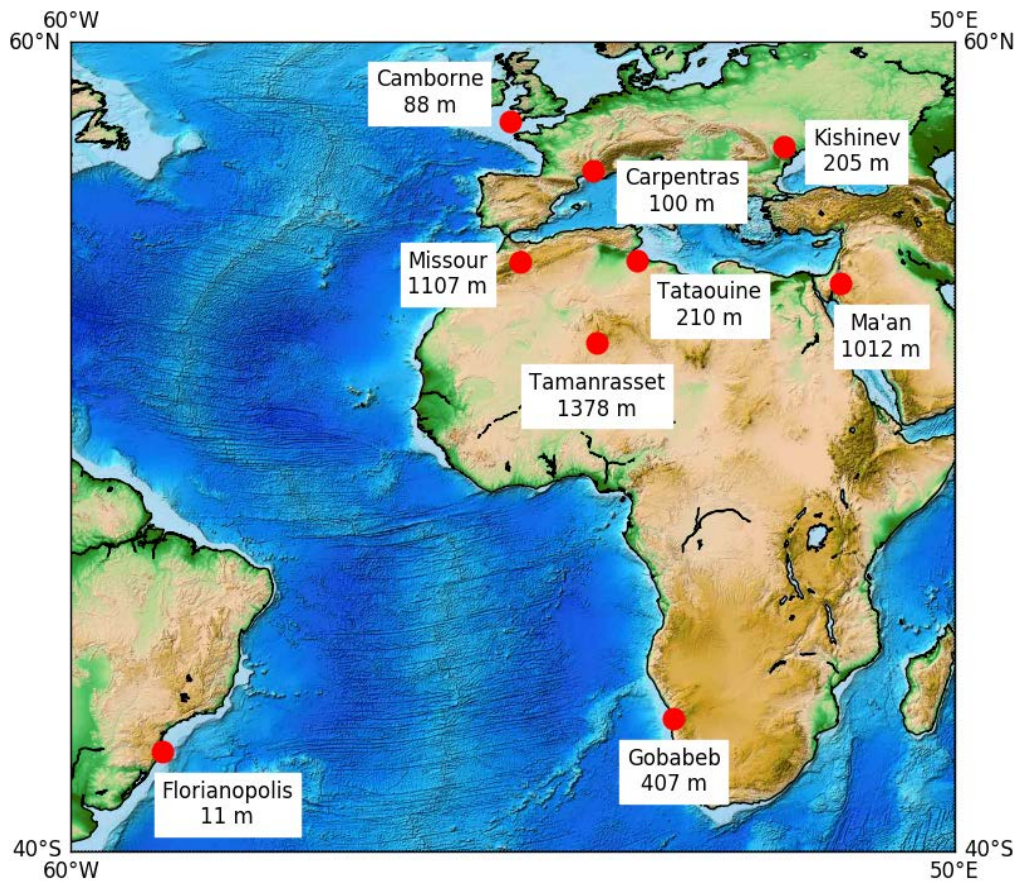 60°W
50°E
60°N
60°N
Camborne
88 m
Kishinev
205 m
Carpentras
100 m
Missour
1107 m
Tataouine
210 m
Ma'an
1012 m
Tamanrasset
1378 m
Gobabeb
407 m
Florianopolis
11 m
40°S
40°S
60°W
50°E